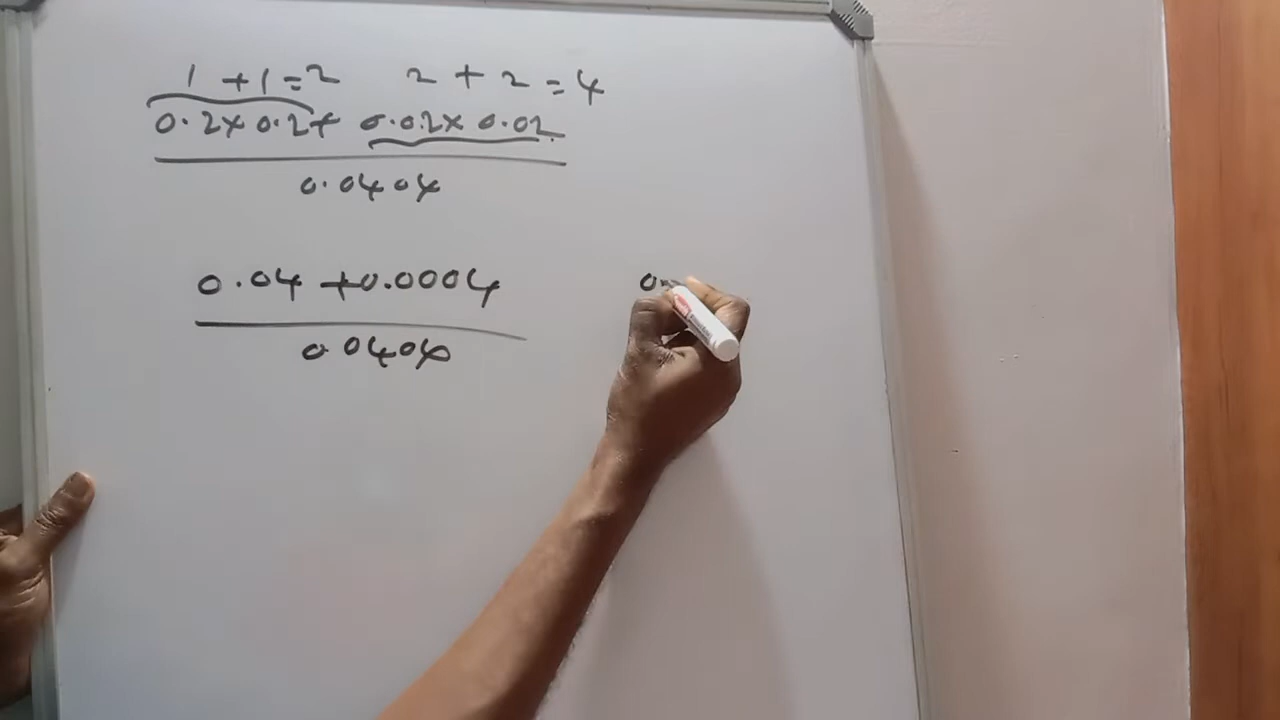 1 + 1 = 2 2 + 2 = 4
0.2 x 0.2 + 0.02 x 0.02
0.0404
0.04 + 0.0004
0.0404